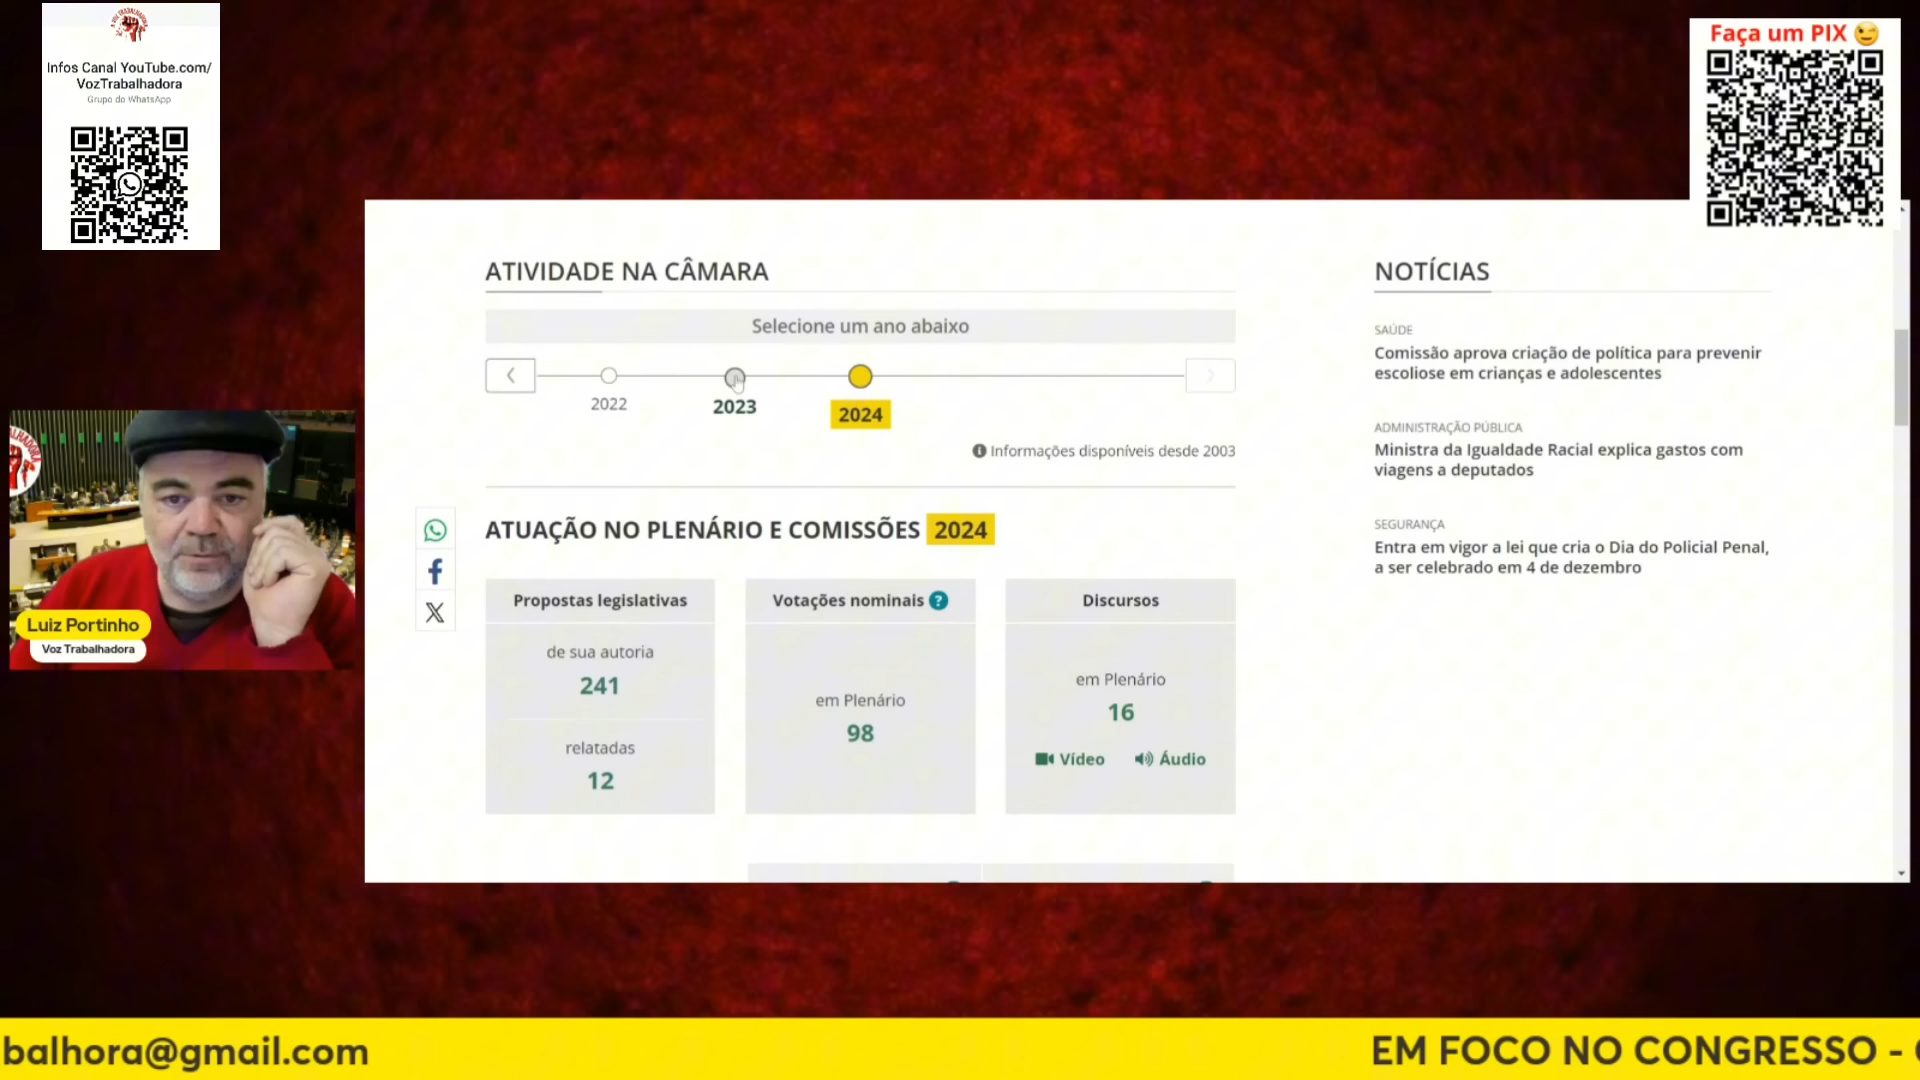 Infos Canal YouTube.com/
VozTrabalhadora
Grupo do WhatsApp
Faça um PIX 😉
ATIVIDADE NA CÂMARA
Selecione um ano abaixo
2022
2023
2024
Informações disponíveis desde 2003
ATUAÇÃO NO PLENÁRIO E COMISSÕES 2024
Propostas legislativas
de sua autoria
241
relatadas
12
Votações nominais ?
em Plenário
98
Discursos
em Plenário
16
Vídeo
Áudio
NOTÍCIAS
SAÚDE
Comissão aprova criação de política para prevenir
escoliose em crianças e adolescentes
ADMINISTRAÇÃO PÚBLICA
Ministra da Igualdade Racial explica gastos com
viagens a deputados
SEGURANÇA
Entra em vigor a lei que cria o Dia do Policial Penal,
a ser celebrado em 4 de dezembro
Luiz Portinho
Voz Trabalhadora
balhora@gmail.com
EM FOCO NO CONGRESSO -